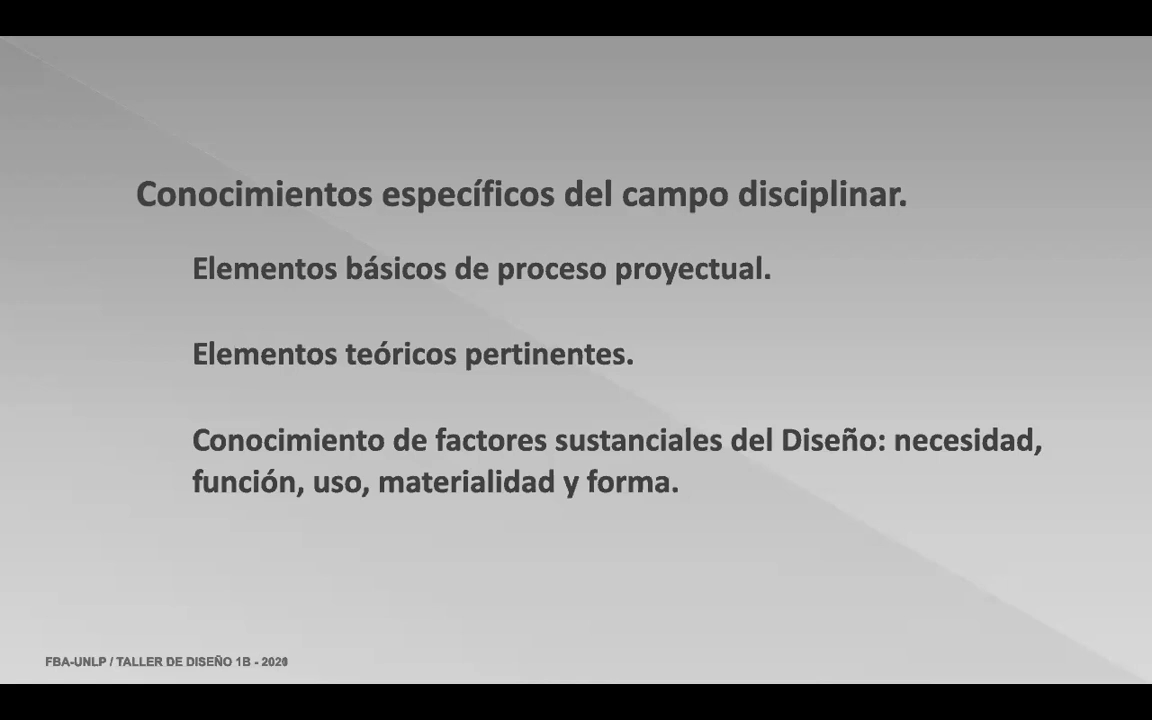 Conocimientos específicos del campo disciplinar.
Elementos básicos de proceso proyectual.
Elementos teóricos pertinentes.
Conocimiento de factores sustanciales del Diseño: necesidad,
función, uso, materialidad y forma.
FBA-UNLP / TALLER DE DISEÑO 1B - 2020